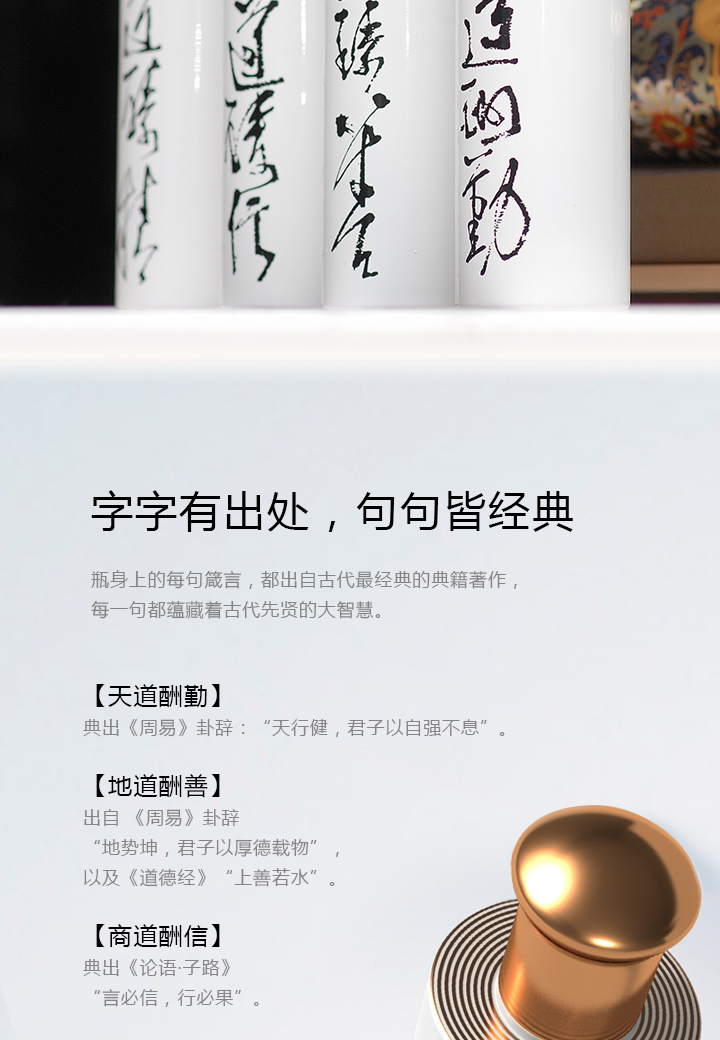 道酬勤
字字有出处，句句皆经典
瓶身上的每句箴言，都出自古代最经典的典籍著作，
每一句都蕴藏着古代先贤的大智慧。
【天道酬勤】
典出《周易》卦辞：“天行健，君子以自强不息”。
【地道酬善】
出自 《周易》卦辞
“地势坤，君子以厚德载物”，
以及《道德经》“上善若水”。
【商道酬信】
典出《论语·子路》
“言必信，行必果”。